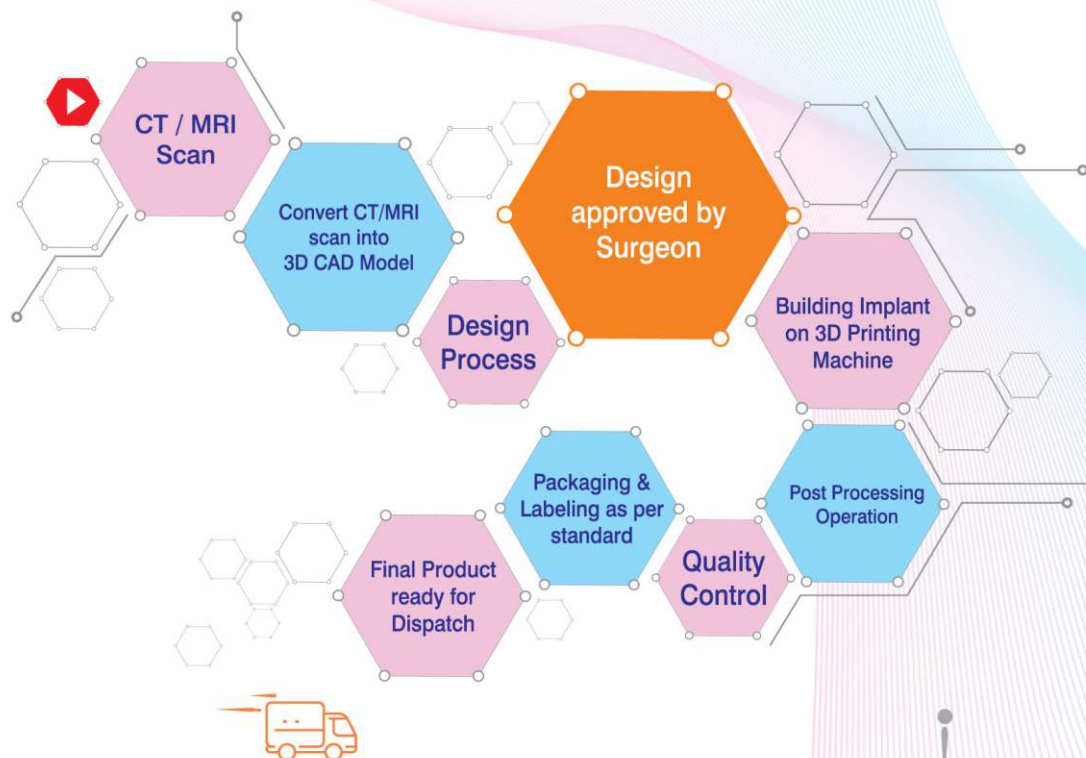 CT / MRI
Scan
Convert CT/MRI
scan into
3D CAD Model
Design
Process
Design
approved by
Surgeon
Building Implant
on 3D Printing
Machine
Post Processing
Operation
Quality
Control
Packaging &
Labeling as per
standard
Final Product
ready for
Dispatch